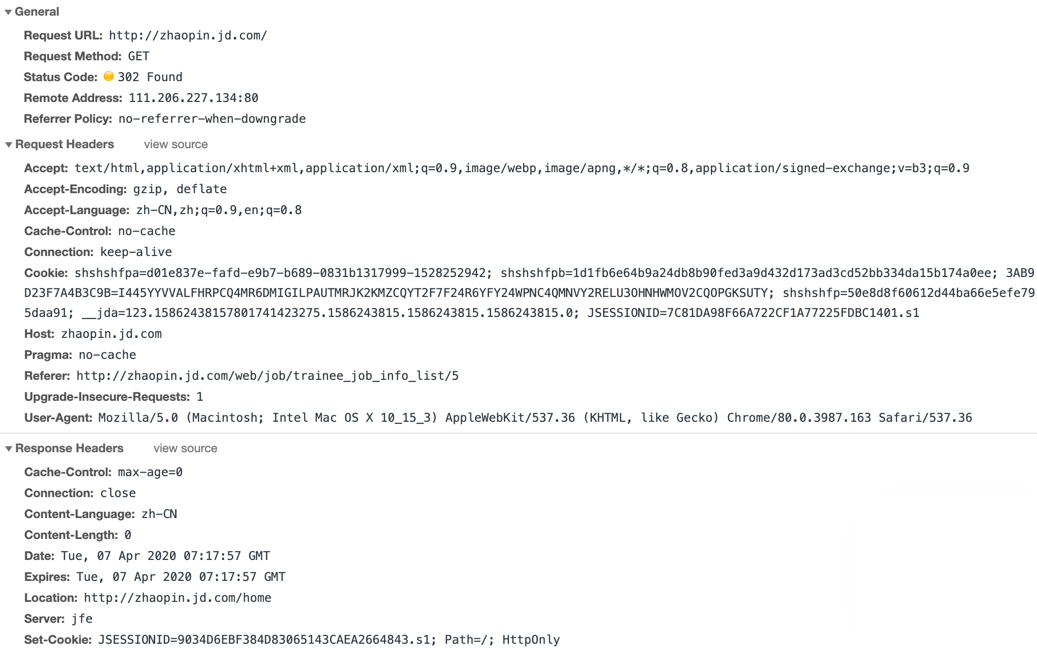 General
Request URL: http://zhaopin.jd.com/
Request Method: GET
Status Code: 302 Found
Remote Address: 111.206.227.134:80
Referrer Policy: no-referrer-when-downgrade
Request Headers view source
Accept: text/html,application/xhtml+xml,application/xml;q=0.9,image/webp,image/apng,*/*;q=0.8,application/signed-exchange;v=b3;q=0.9
Accept-Encoding: gzip, deflate
Accept-Language: zh-CN,zh;q=0.9,en;q=0.8
Cache-Control: no-cache
Connection: keep-alive
Cookie: shshshfpa=d01e837e-fafd-e9b7-b689-0831b1317999-1528252942; shshshfpb=1d1fb6e64b9a24db8b90fed3a9d432d173ad3cd52bb334da15b174a0ee; 3AB9
D23F7A4B3C9B=I445YYVVALFHRPCQ4MR6DMIGILPAUTMRJK2KMZCQYT2F7F24R6YFY24WPNC4QMNVY2RELU3OHNHWMOV2CQOPGKSUTY; shshshfp=50e8d8f60612d44ba66e5efe79
5daa91; __jda=123.15862438157801741423275.1586243815.1586243815.1586243815.0; JSESSIONID=7C81DA98F66A722CF1A77225FDBC1401.s1
Host: zhaopin.jd.com
Pragma: no-cache
Referer: http://zhaopin.jd.com/web/job/trainee_job_info_list/5
Upgrade-Insecure-Requests: 1
User-Agent: Mozilla/5.0 (Macintosh; Intel Mac OS X 10_15_3) AppleWebKit/537.36 (KHTML, like Gecko) Chrome/80.0.3987.163 Safari/537.36
Response Headers view source
Cache-Control: max-age=0
Connection: close
Content-Language: zh-CN
Content-Length: 0
Date: Tue, 07 Apr 2020 07:17:57 GMT
Expires: Tue, 07 Apr 2020 07:17:57 GMT
Location: http://zhaopin.jd.com/home
Server: jfe
Set-Cookie: JSESSIONID=9034D6EBF384D83065143CAEA2664843.s1; Path=/; HttpOnly